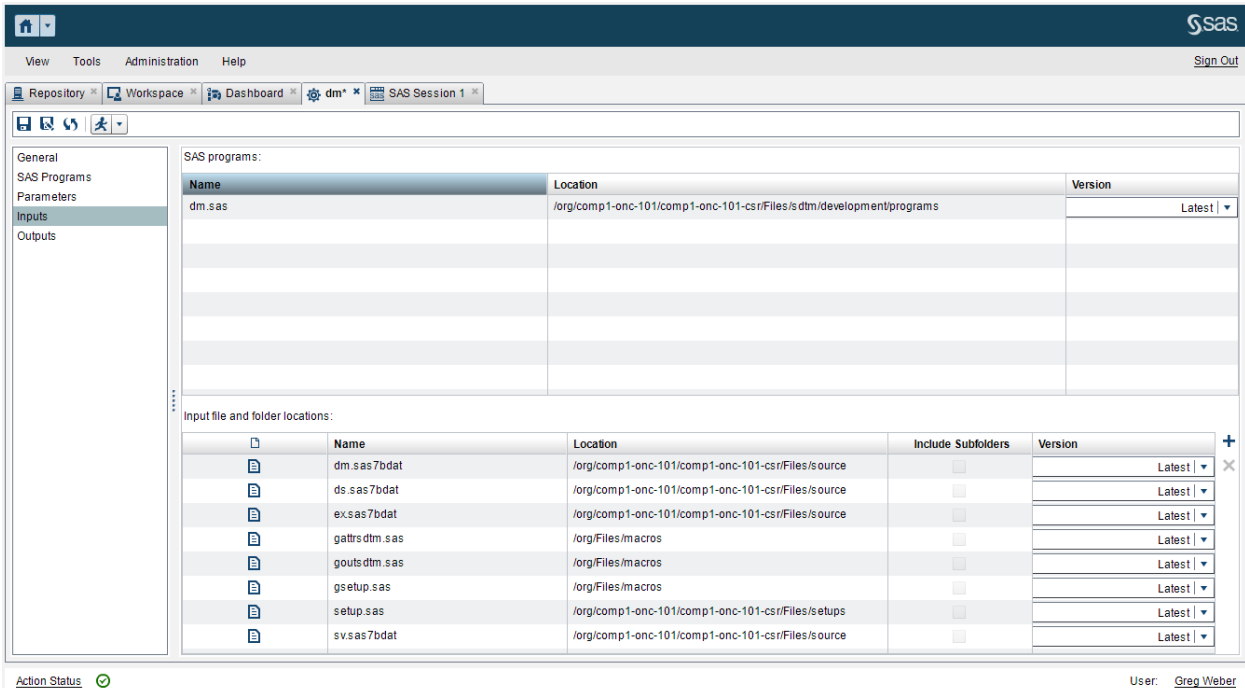 sas
View Tools Administration Help Sign Out
Repository Workspace Dashboard dm* SAS Session 1
General
SAS Programs
Parameters
Inputs
Outputs
SAS programs:
Name Location Version
dm.sas /org/comp1-onc-101/comp1-onc-101-csr/Files/sdtm/development/programs Latest
Input file and folder locations:
Name Location Include Subfolders Version
dm.sas7bdat /org/comp1-onc-101/comp1-onc-101-csr/Files/source Latest
ds.sas7bdat /org/comp1-onc-101/comp1-onc-101-csr/Files/source Latest
ex.sas7bdat /org/comp1-onc-101/comp1-onc-101-csr/Files/source Latest
gattrsdtm.sas /org/Files/macros Latest
goutsdtm.sas /org/Files/macros Latest
gsetup.sas /org/Files/macros Latest
setup.sas /org/comp1-onc-101/comp1-onc-101-csr/Files/setups Latest
sv.sas7bdat /org/comp1-onc-101/comp1-onc-101-csr/Files/source Latest
Action Status User: Greg Weber